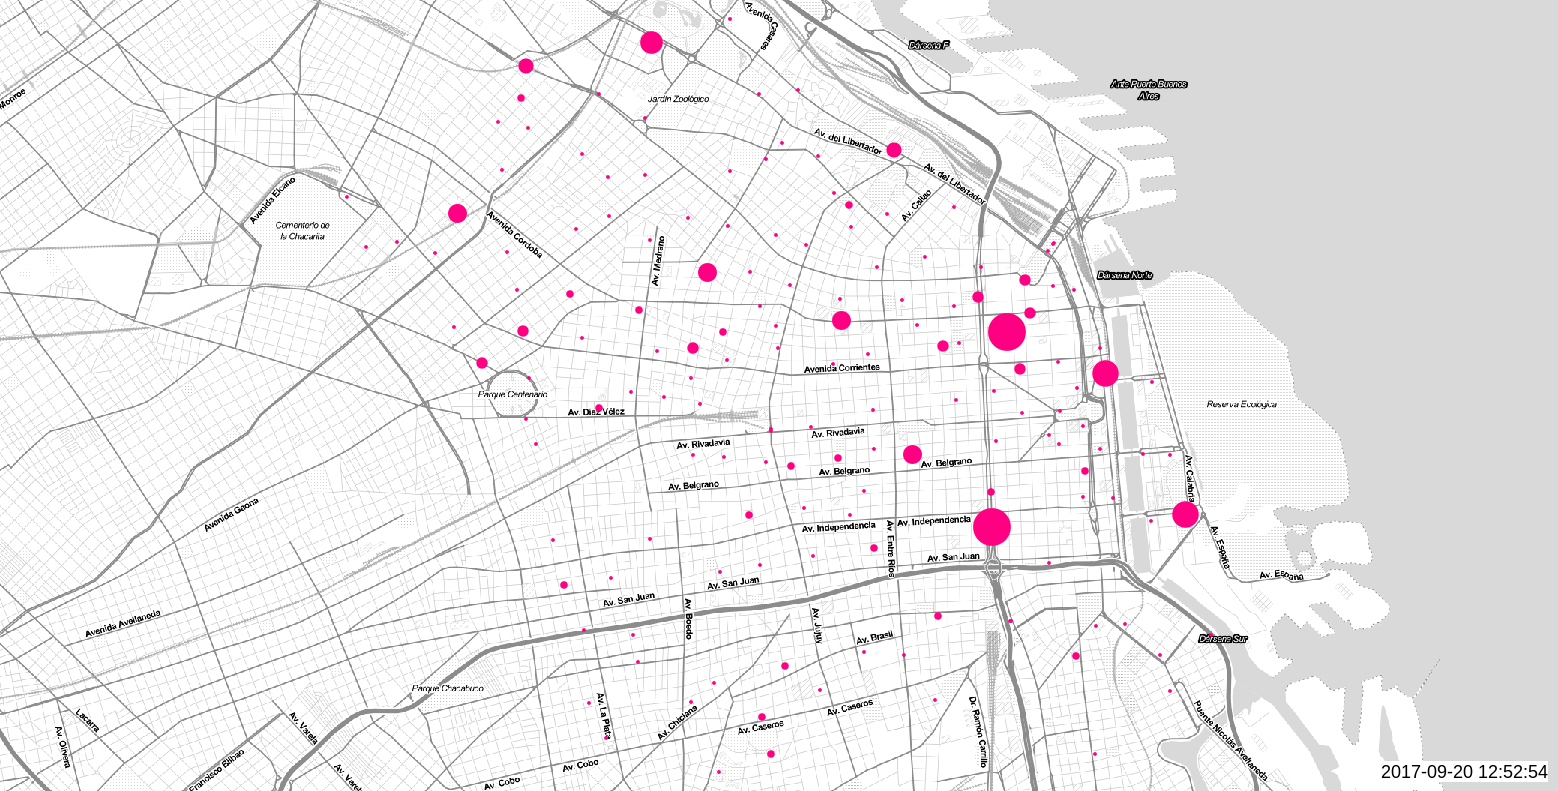 Avenida Casares
Dársena F
Ante Puerto Buenos
Aires
Monroe
Jardín Zoológico
Av. del Libertador
Av. del Libertador
Avenida Elcano
Av. Callao
Cementerio de
la Chacarita
Avenida Córdoba
Av. Medrano
Dársena Norte
Avenida Corrientes
Parque Centenario
Reserva Ecológica
Av. Díaz Vélez
Av. Rivadavia
Av. Rivadavia
Av. Belgrano
Av. Belgrano
Av. Belgrano
Av. Calabria
Avenida Gaona
Av. Independencia
Av. Independencia
Av. Entre Ríos
Av. España
Av. San Juan
Av. España
Av. San Juan
Av. San Juan
Av. Boedo
Av. Jujuy
Avenida Avellaneda
Av. Brasil
Dársena Sur
Parque Chacabuco
Av. La Plata
Av. Chiclana
Av. Caseros
Av. Caseros
Dr. Ramón Carrillo
Puente Nicolás Avellaneda
Lacarra
Av. Olivera
Av. Varela
Francisco Bilbao
Av. Varela
Av. Cobo
Av. Cobo
2017-09-20 12:52:54